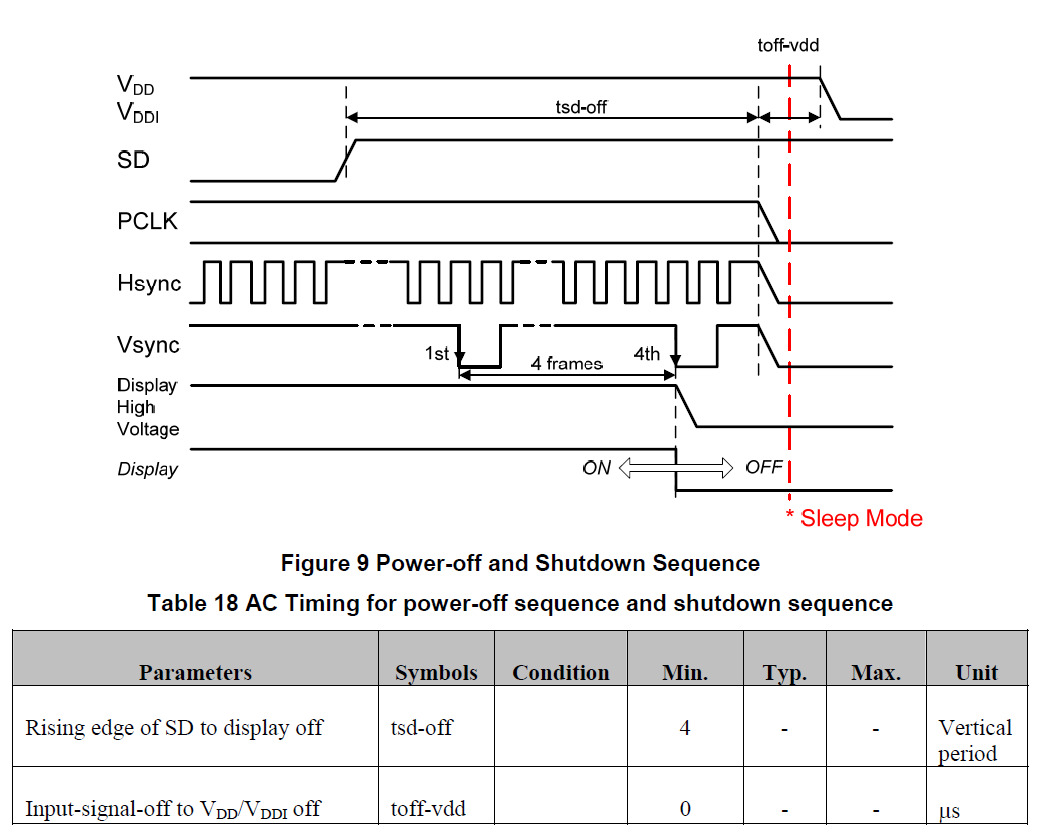 toff-vdd
VDD
VDDI
tsd-off
SD
PCLK
Hsync
Vsync
1st
4 frames
4th
Display
High
Voltage
Display
ON
OFF
* Sleep Mode
Figure 9 Power-off and Shutdown Sequence
Table 18 AC Timing for power-off sequence and shutdown sequence
Parameters Symbols Condition Min. Typ. Max. Unit
Rising edge of SD to display off tsd-off 4 - - Vertical
period
Input-signal-off to VDD/VDDI off toff-vdd 0 - - μs